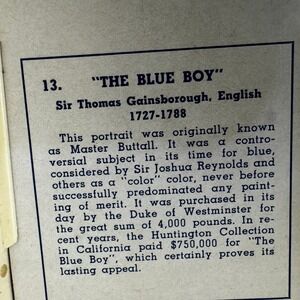 13. "THE BLUE BOY"
Sir Thomas Gainsborough, English
1727-1788
This portrait was originally known
as Master Buttall. It was a contro-
versial subject in its time for blue,
considered by Sir Joshua Reynolds and
others as a "color" color, never before
successfully predominated any paint-
ing of merit. It was purchased in its
day by the Duke of Westminster for
the great sum of 4,000 pounds. In re-
cent years, the Huntington Collection
in California paid $750,000 for "The
Blue Boy", which certainly proves its
lasting appeal.